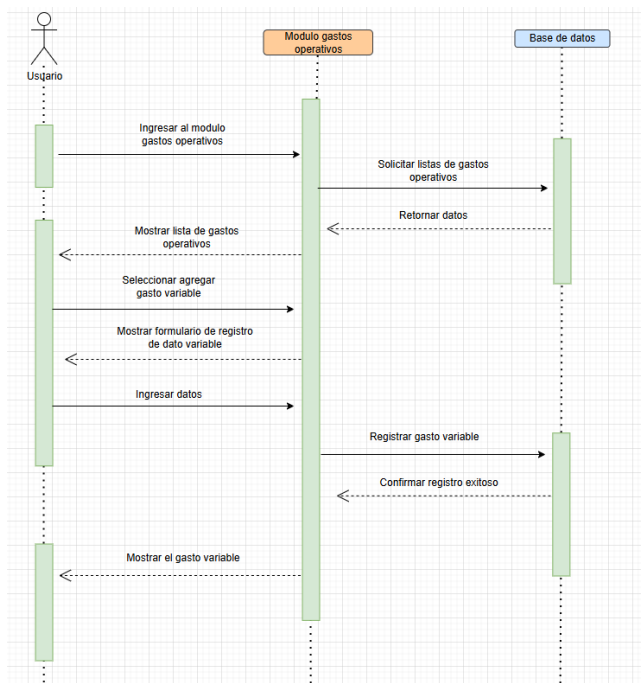 Modulo gastos
operativos
Base de datos
Usuario
Ingresar al modulo
gastos operativos
Solicitar listas de gastos
operativos
Retornar datos
Mostrar lista de gastos
operativos
Seleccionar agregar
gasto variable
Mostrar formulario de registro
de dato variable
Ingresar datos
Registrar gasto variable
Confirmar registro exitoso
Mostrar el gasto variable